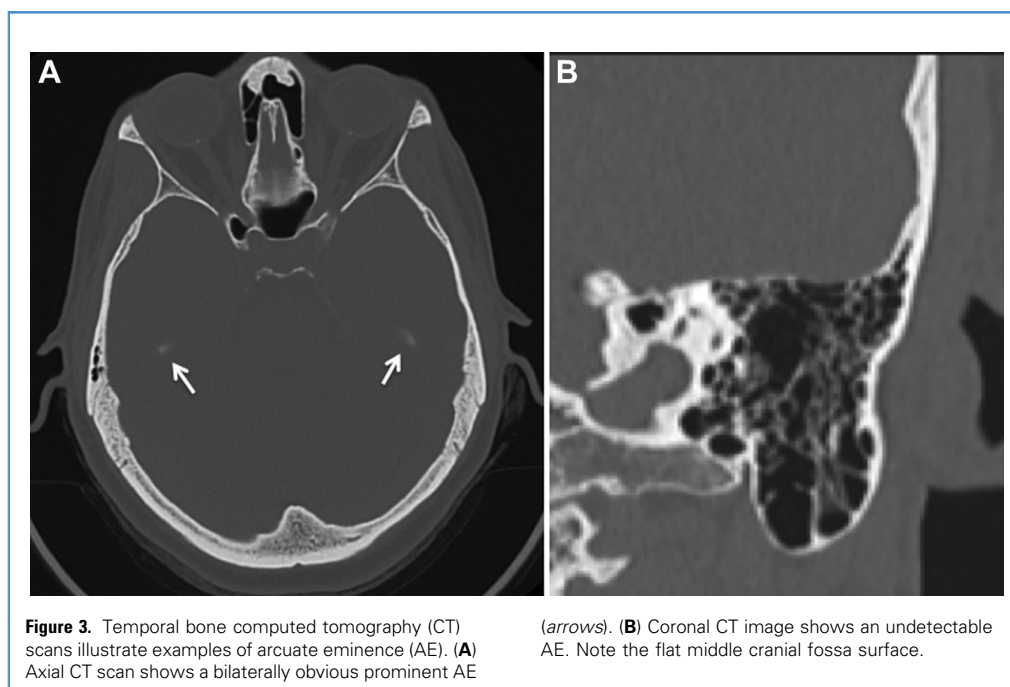 A
B
Figure 3. Temporal bone computed tomography (CT)
scans illustrate examples of arcuate eminence (AE). (A)
Axial CT scan shows a bilaterally obvious prominent AE
(arrows). (B) Coronal CT image shows an undetectable
AE. Note the flat middle cranial fossa surface.